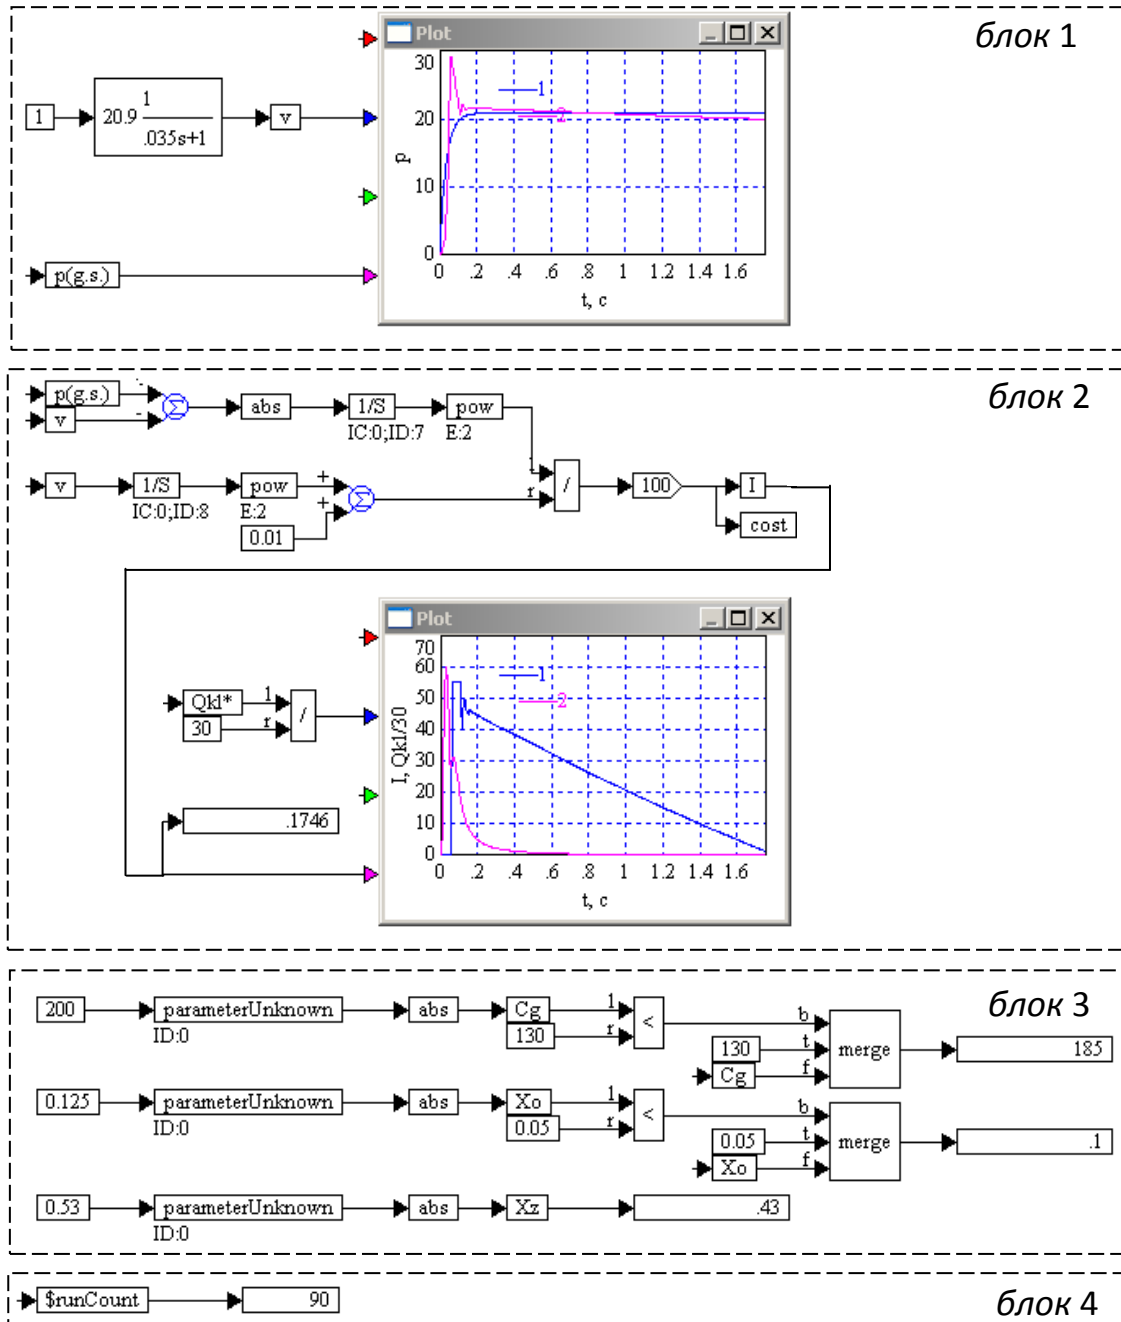 блок 1
Plot
30
20
10
0
p
1
2
0 .2 .4 .6 .8 1 1.2 1.4 1.6
t, c
1
20.9 1
.035s+1
v
p(g.s.)
блок 2
p(g.s.)
-
v
-
Σ
abs
1/S
IC:0;ID:7
pow
E:2
v
1/S
IC:0;ID:8
pow
E:2
0.01
+
+
Σ
l
r
/
100
I
cost
Plot
70
60
50
40
30
20
10
0
I, Qk1/30
1
2
0 .2 .4 .6 .8 1 1.2 1.4 1.6
t, c
Qk1*
30
l
r
/
.1746
блок 3
200
parameterUnknown
ID:0
abs
Cg
130
l
r
<
130
Cg
b
t
f
merge
185
0.125
parameterUnknown
ID:0
abs
Xo
0.05
l
r
<
0.05
Xo
b
t
f
merge
.1
0.53
parameterUnknown
ID:0
abs
Xz
.43
блок 4
$runCount
90